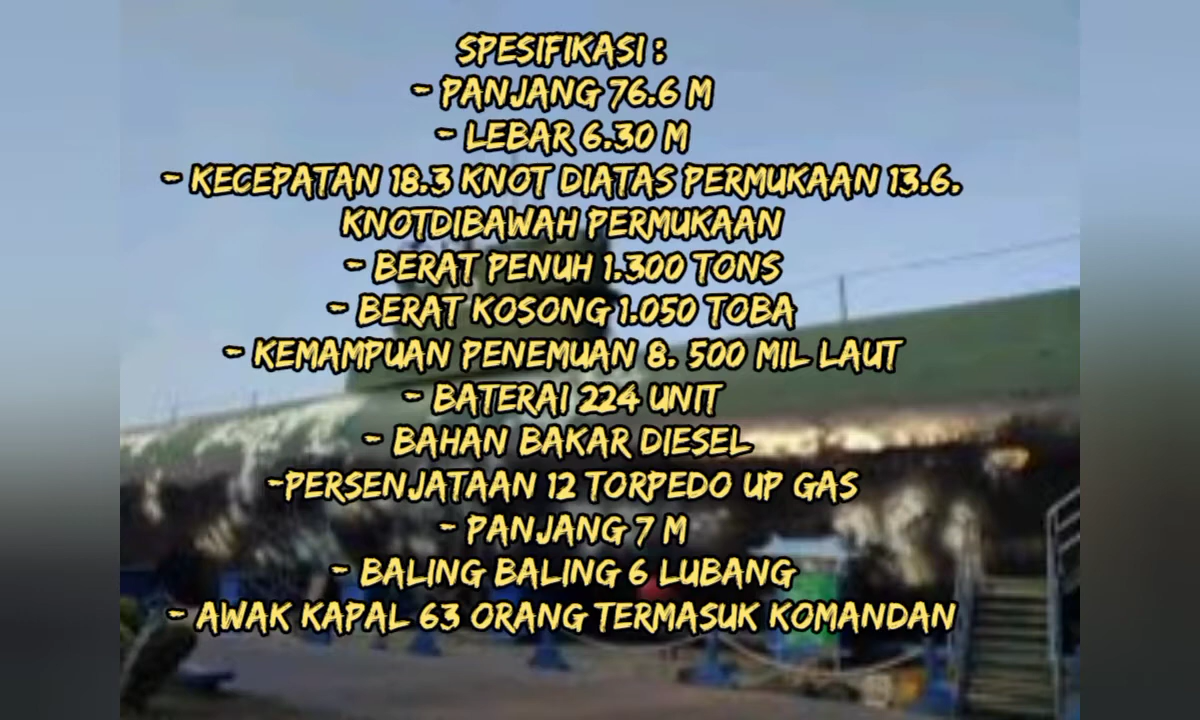 SPESIFIKASI :
- PANJANG 76.6 M
- LEBAR 6.30 M
- KECEPATAN 18.3 KNOT DIATAS PERMUKAAN 13.6.
KNOTDIBAWAH PERMUKAAN
- BERAT PENUH 1.300 TONS
- BERAT KOSONG 1.050 TOBA
- KEMAMPUAN PENEMUAN 8. 500 MIL LAUT
- BATERAI 224 UNIT
- BAHAN BAKAR DIESEL
-PERSENJATAAN 12 TORPEDO UP GAS
- PANJANG 7 M
- BALING BALING 6 LUBANG
- AWAK KAPAL 63 ORANG TERMASUK KOMANDAN